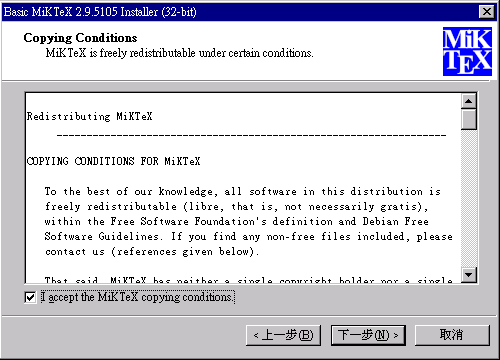 Basic MiKTeX 2.9.5105 Installer (32-bit)
Copying Conditions
MiKTeX is freely redistributable under certain conditions.
MiK
TEX
Redistributing MiKTeX
COPYING CONDITIONS FOR MiKTeX
To the best of our knowledge, all software in this distribution is
freely redistributable (libre, that is, not necessarily gratis),
within the Free Software Foundation's definition and Debian Free
Software Guidelines. If you find any non-free files included, please
contact us (references given below).
That said, MiKTeX has neither a single copyright holder nor a single
I accept the MiKTeX copying conditions.
< 上一步(B) 下一步(N) > 取消